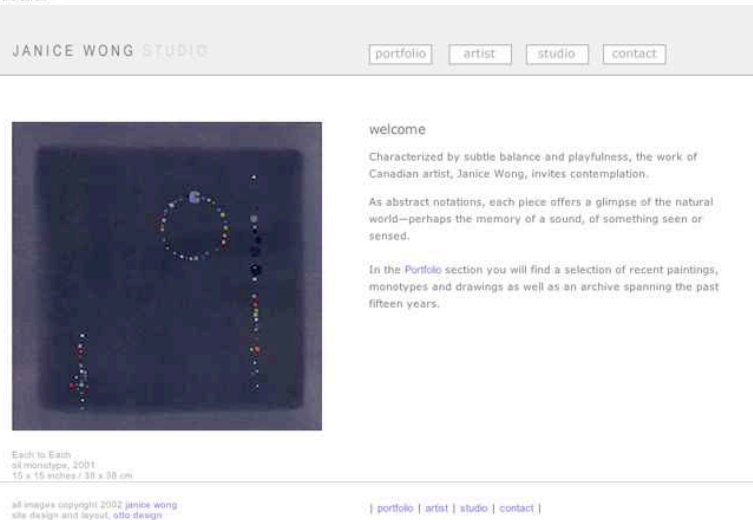 JANICE WONG STUDIO
portfolio artist studio contact
welcome
Characterized by subtle balance and playfulness, the work of
Canadian artist, Janice Wong, invites contemplation.
As abstract notations, each piece offers a glimpse of the natural
world—perhaps the memory of a sound, of something seen or
sensed.
In the Portfolio section you will find a selection of recent paintings,
monotypes and drawings as well as an archive spanning the past
fifteen years.
Each to Each
oil monotype, 2001
15 x 15 inches / 38 x 38 cm
all images copyright 2002 janice wong
site design and layout, otto design
| portfolio | artist | studio | contact |